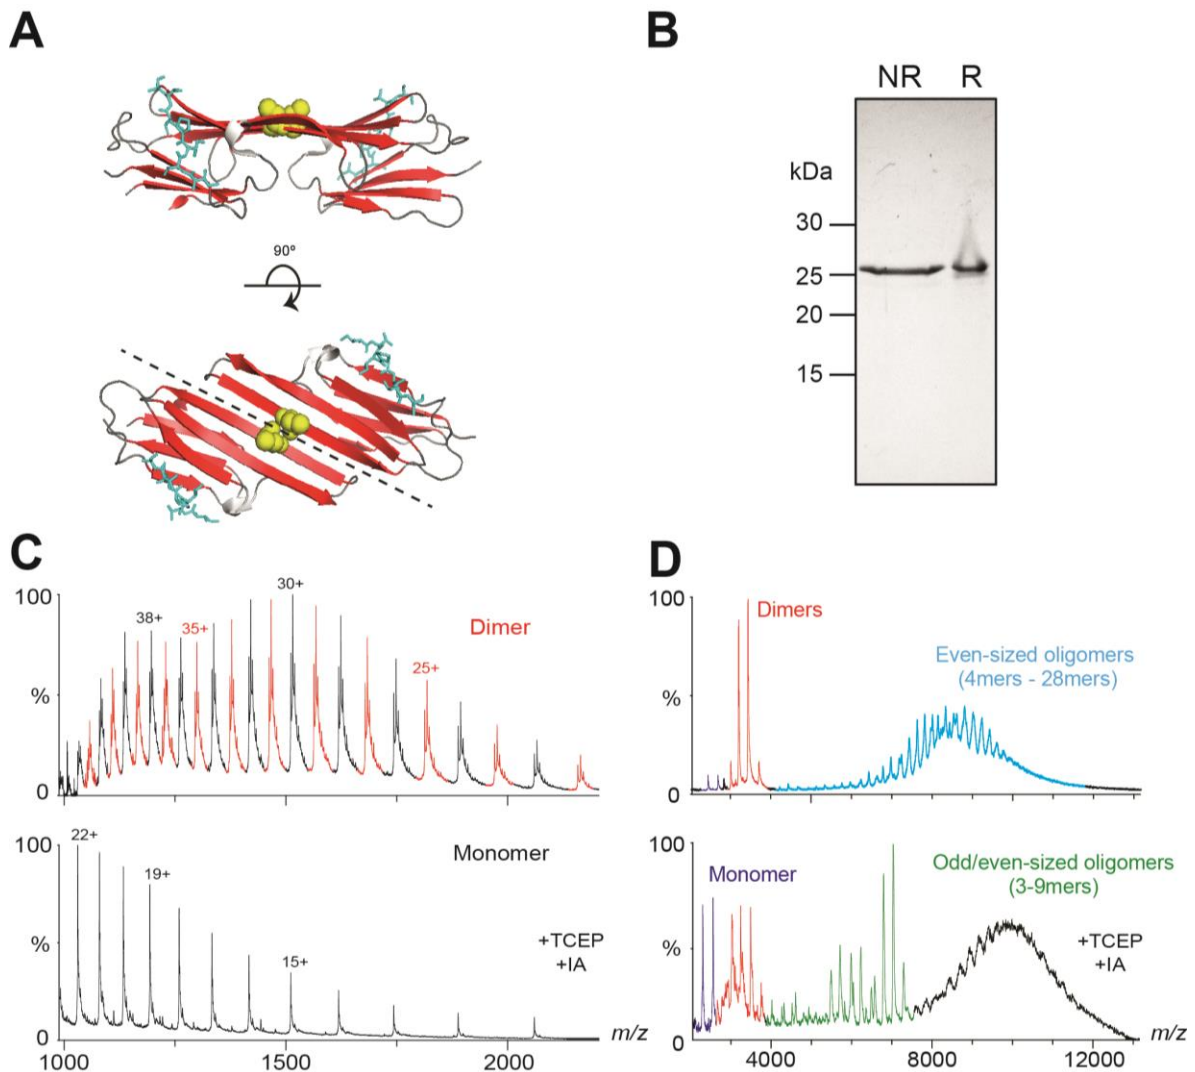 A
90º
B
NR R
kDa
30
25
20
15
C
100
%
0
38+
35+
30+
25+
Dimer
100
%
0
22+
19+
15+
Monomer
+TCEP
+IA
m/z
1000 1500 2000
D
100
%
0
Dimers
Even-sized oligomers
(4mers - 28mers)
100
%
0
Monomer
Odd/even-sized oligomers
(3-9mers)
+TCEP
+IA
m/z
4000 8000 12000